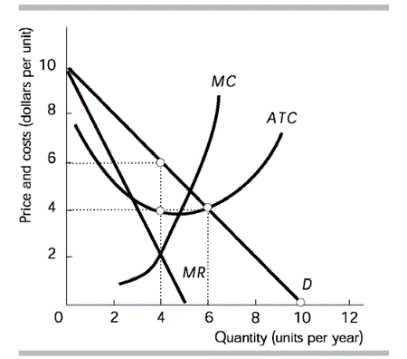 Price and costs (dollars per unit)
10
8
6
4
2
0
MC
ATC
MR
D
0 2 4 6 8 10 12
Quantity (units per year)